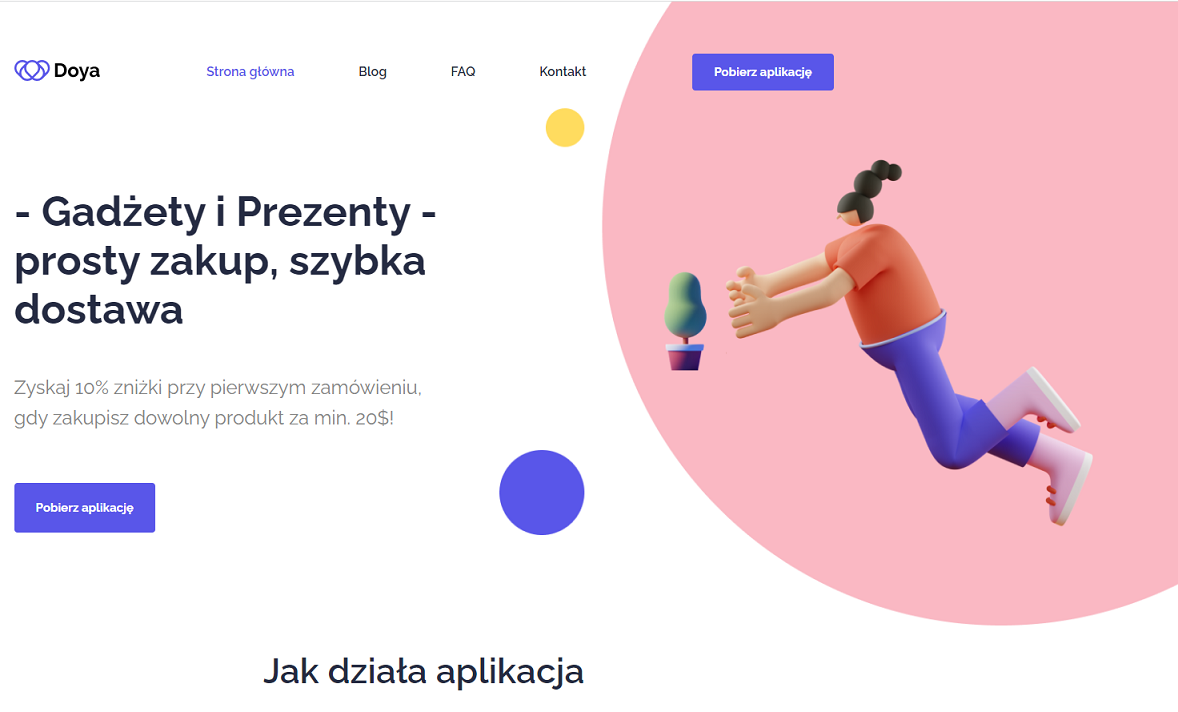 Doya
Strona główna
Blog
FAQ
Kontakt
Pobierz aplikację
- Gadżety i Prezenty -
prosty zakup, szybka
dostawa
Zyskaj 10% zniżki przy pierwszym zamówieniu,
gdy zakupisz dowolny produkt za min. 20$!
Pobierz aplikację
Jak działa aplikacja